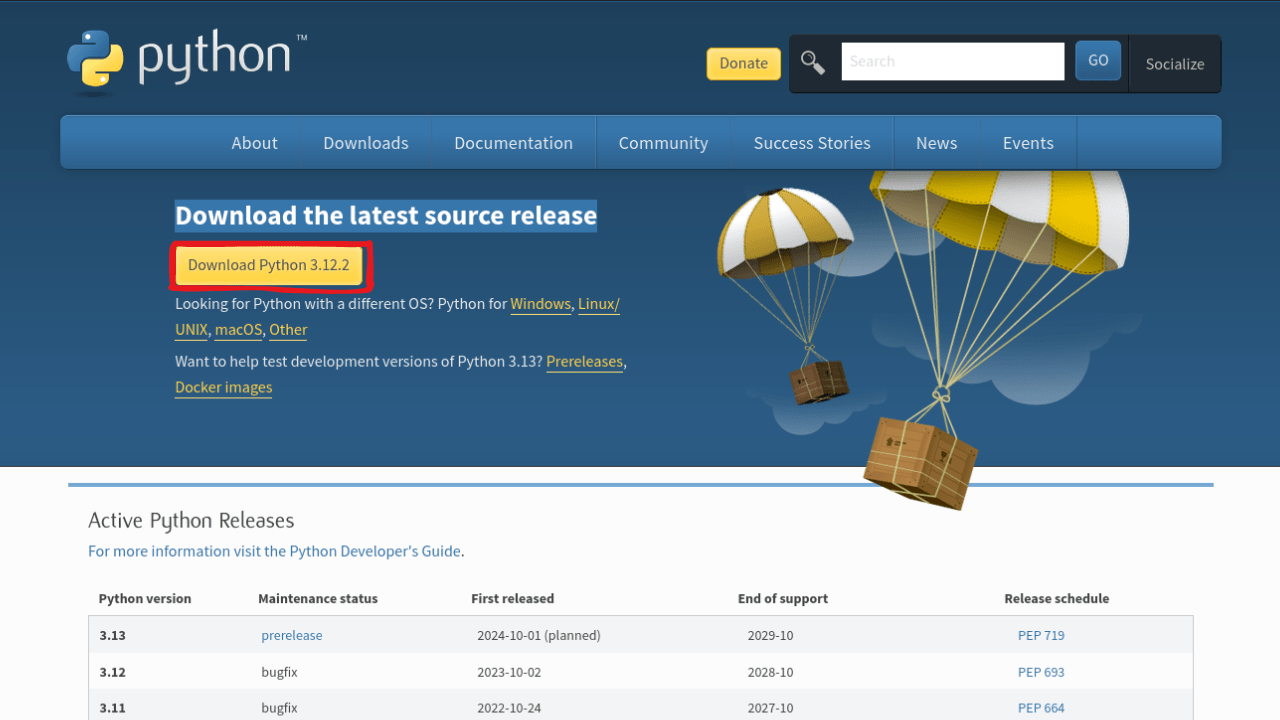 python™
Donate
Search
GO
Socialize
About Downloads Documentation Community Success Stories News Events
Download the latest source release
Download Python 3.12.2
Looking for Python with a different OS? Python for Windows, Linux/
UNIX, macOS, Other
Want to help test development versions of Python 3.13? Prereleases,
Docker images
Active Python Releases
For more information visit the Python Developer's Guide.
Python version Maintenance status First released End of support Release schedule
3.13 prerelease 2024-10-01 (planned) 2029-10 PEP 719
3.12 bugfix 2023-10-02 2028-10 PEP 693
3.11 bugfix 2022-10-24 2027-10 PEP 664